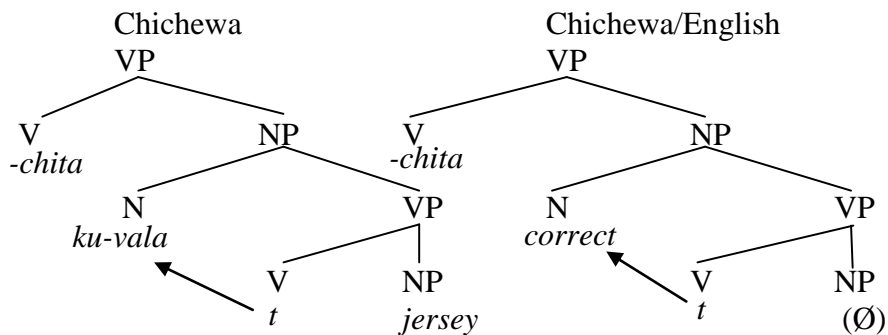 Chichewa Chichewa/English
VP VP
V NP V NP
-chita -chita
N VP N VP
ku-vala correct
V NP V NP
t jersey t (Ø)